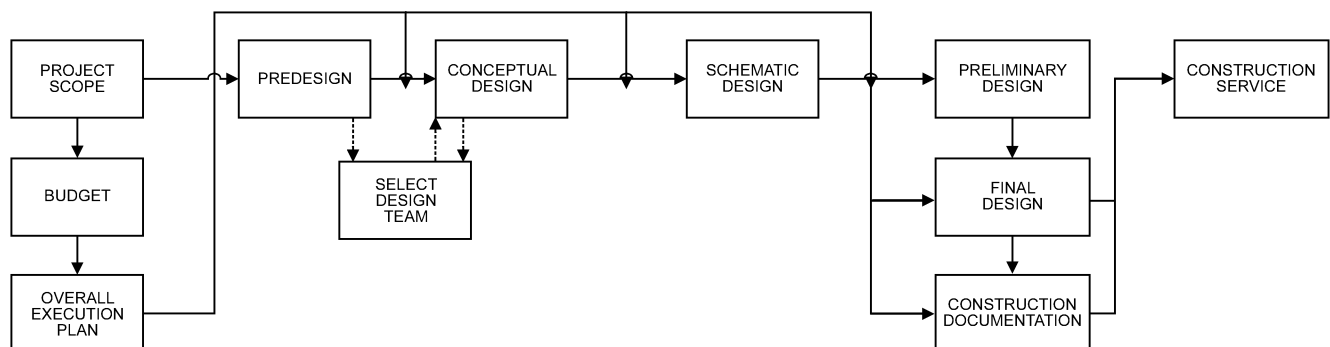 PROJECT
SCOPE
PREDESIGN
CONCEPTUAL
DESIGN
SCHEMATIC
DESIGN
PRELIMINARY
DESIGN
CONSTRUCTION
SERVICE
BUDGET
SELECT
DESIGN
TEAM
FINAL
DESIGN
OVERALL
EXECUTION
PLAN
CONSTRUCTION
DOCUMENTATION